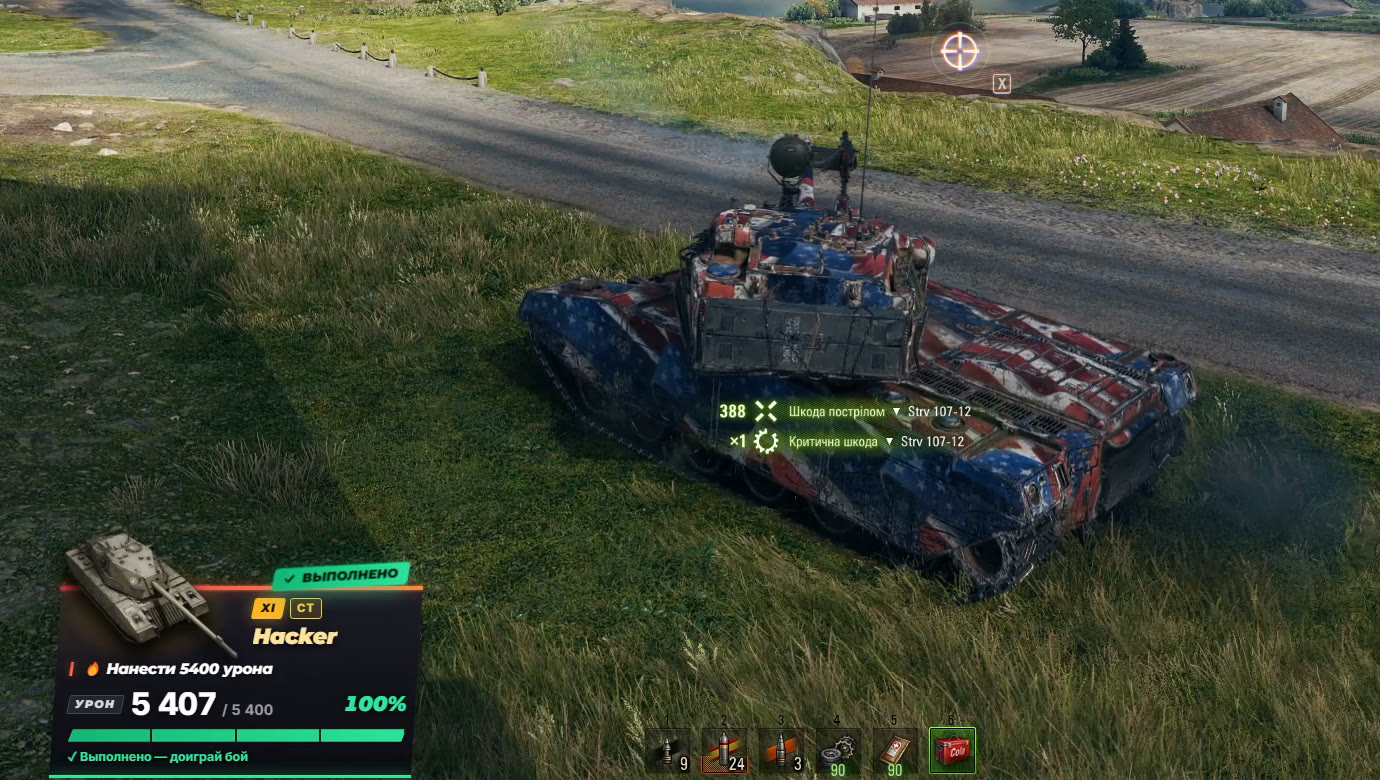 X
388 Шкода пострілом ▼ Strv 107-12
×1 Критична шкода ▼ Strv 107-12
✓ ВЫПОЛНЕНО
XI СТ
Hacker
Нанести 5400 урона
УРОН 5 407 / 5 400 100%
✓ Выполнено — доиграй бой
1 2 3 4 5 6
9 24 3 90 90 Cola